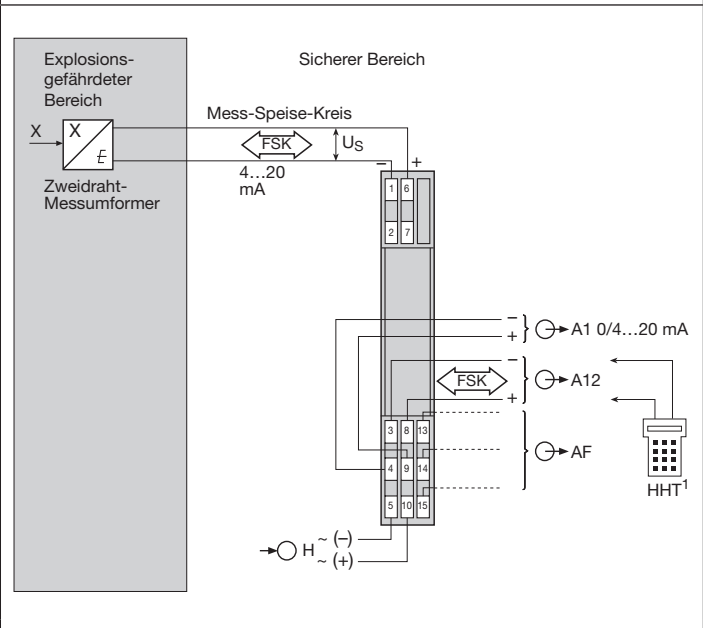 Explosions-
gefährdeter
Bereich
Sicherer Bereich
Mess-Speise-Kreis
X
X
E
FSK
US
4...20
mA
Zweidraht-
Messumformer
– +
1 6
2 7
– A1 0/4...20 mA
+
– A12
FSK
+
3 8 13
4 9 14
5 10 15
AF
HHT1
H ~ (–)
~ (+)